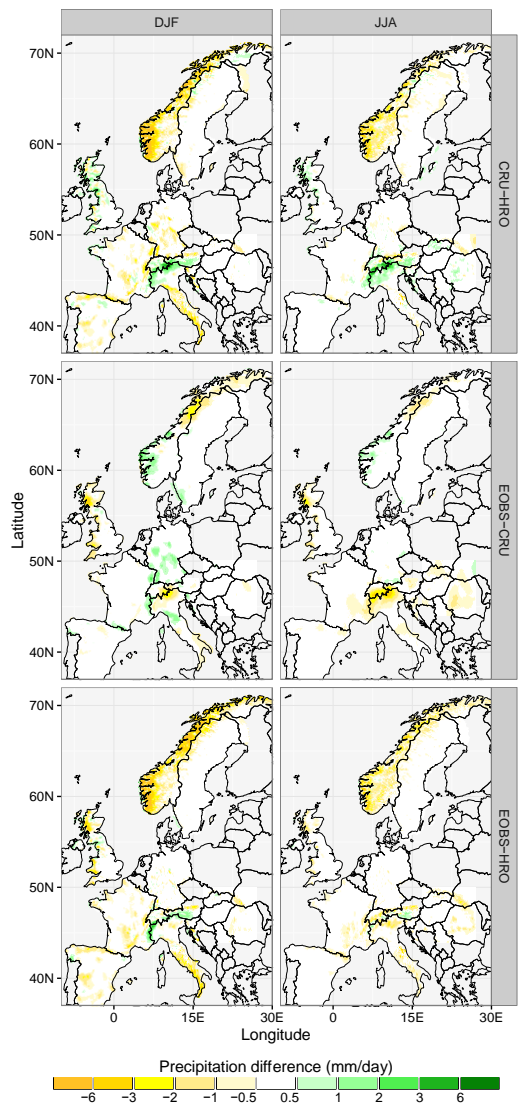 DJF
JJA
70N
60N
50N
40N
CRU−HRO
70N
60N
50N
40N
EOBS−CRU
Latitude
70N
60N
50N
40N
EOBS−HRO
0
15E
30E
0
15E
30E
Longitude
Precipitation difference (mm/day)
−6 −3 −2 −1 −0.5 0.5 1 2 3 6